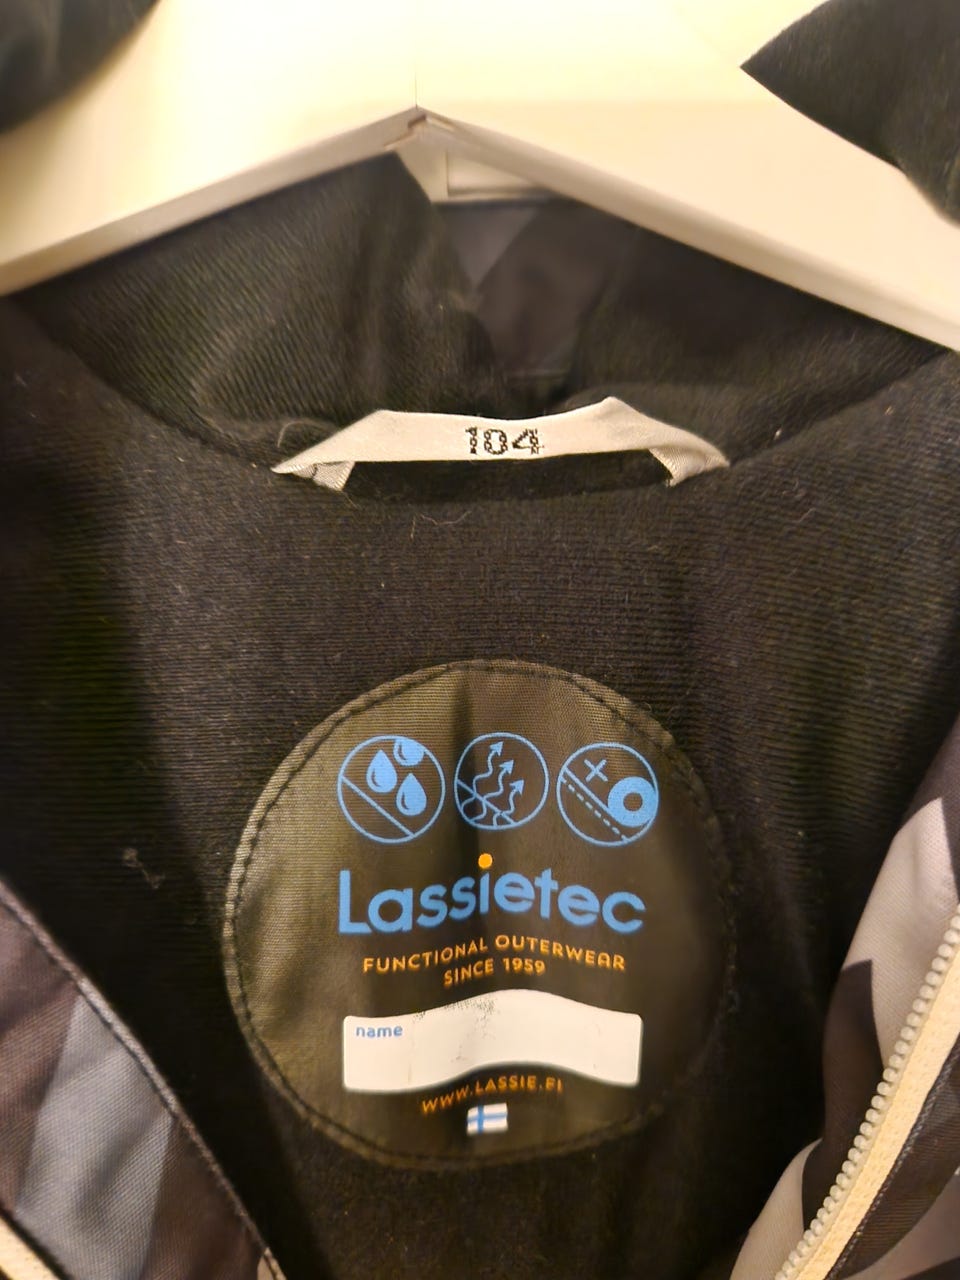 104
Lassietec
FUNCTIONAL OUTERWEAR
SINCE 1959
name
WWW.LASSIE.FI